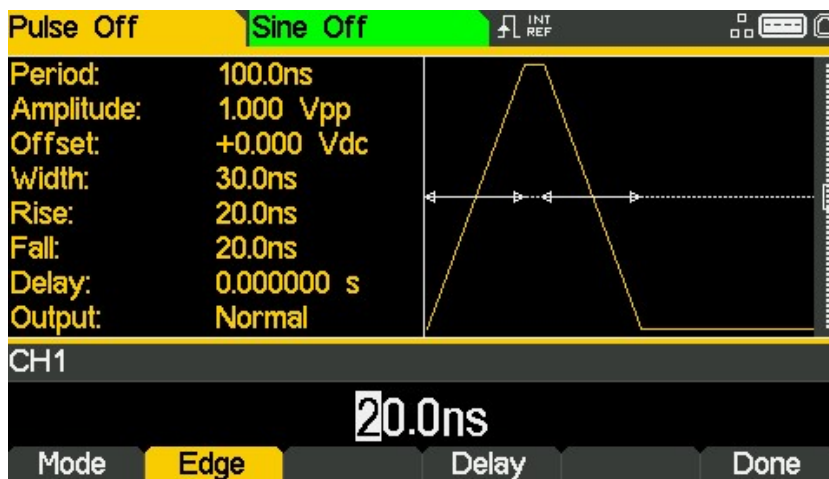 Pulse Off Sine Off INT REF
Period: 100.0ns
Amplitude: 1.000 Vpp
Offset: +0.000 Vdc
Width: 30.0ns
Rise: 20.0ns
Fall: 20.0ns
Delay: 0.000000 s
Output: Normal
CH1
20.0ns
Mode Edge Delay Done